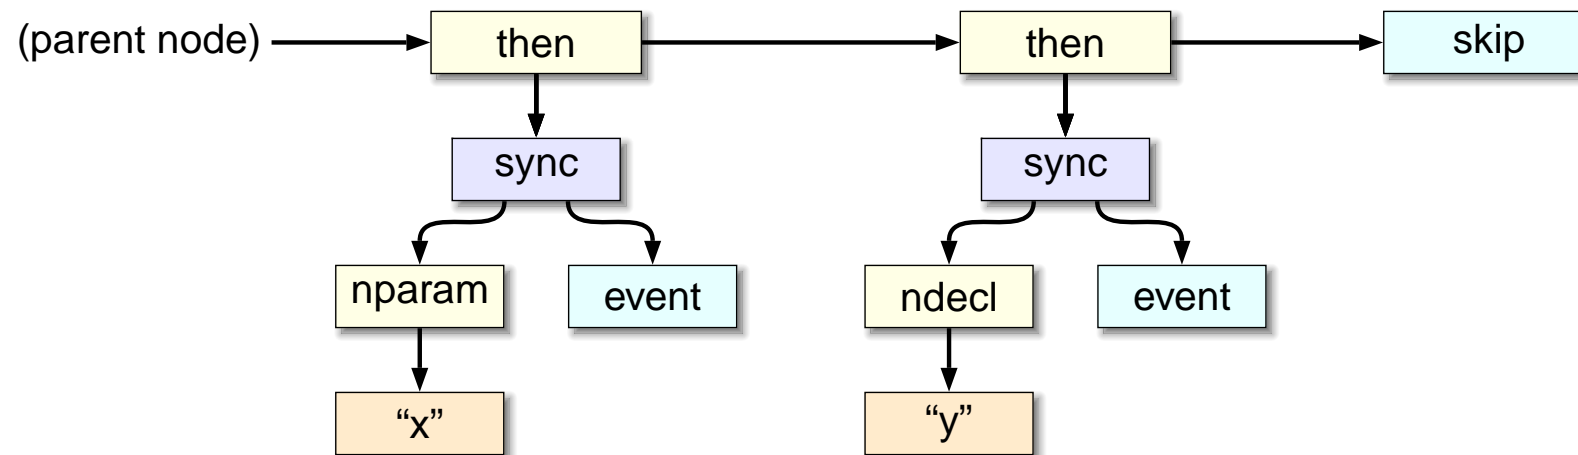 (parent node) then then skip
sync sync
nparam event ndecl event
“x” “y”